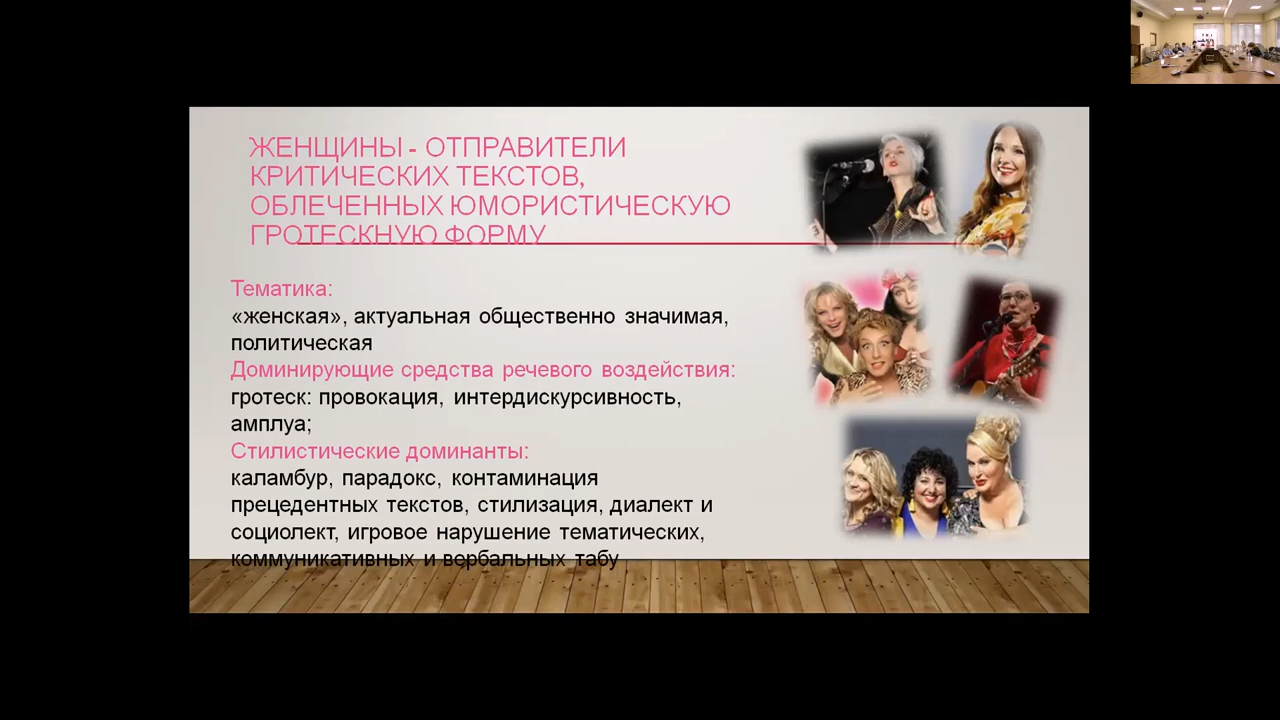 ЖЕНЩИНЫ - ОТПРАВИТЕЛИ
КРИТИЧЕСКИХ ТЕКСТОВ,
ОБЛЕЧЕННЫХ ЮМОРИСТИЧЕСКУЮ
ГРОТЕСКНУЮ ФОРМУ
Тематика:
«женская», актуальная общественно значимая,
политическая
Доминирующие средства речевого воздействия:
гротеск: провокация, интердискурсивность,
амплуа;
Стилистические доминанты:
каламбур, парадокс, контаминация
прецедентных текстов, стилизация, диалект и
социолект, игровое нарушение тематических,
коммуникативных и вербальных табу